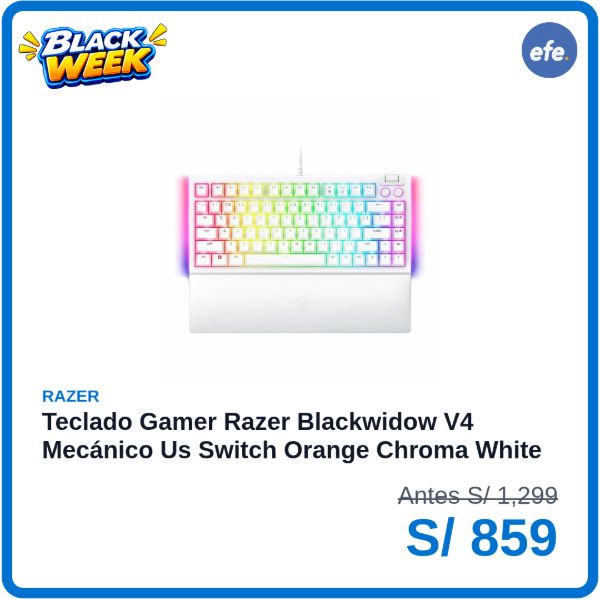 BLACK
WEEK
efe.
RAZER
Teclado Gamer Razer Blackwidow V4
Mecánico Us Switch Orange Chroma White
Antes S/ 1,299
S/ 859